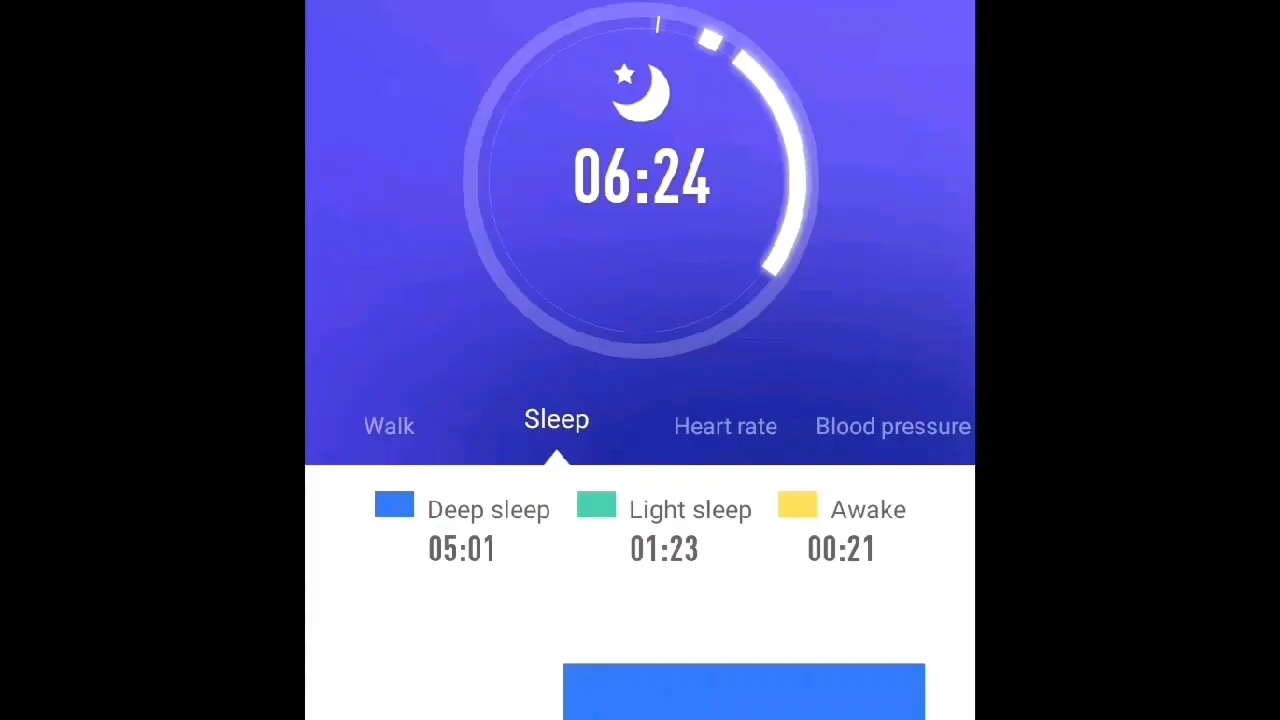 06:24
Walk Sleep Heart rate Blood pressure
Deep sleep Light sleep Awake
05:01 01:23 00:21